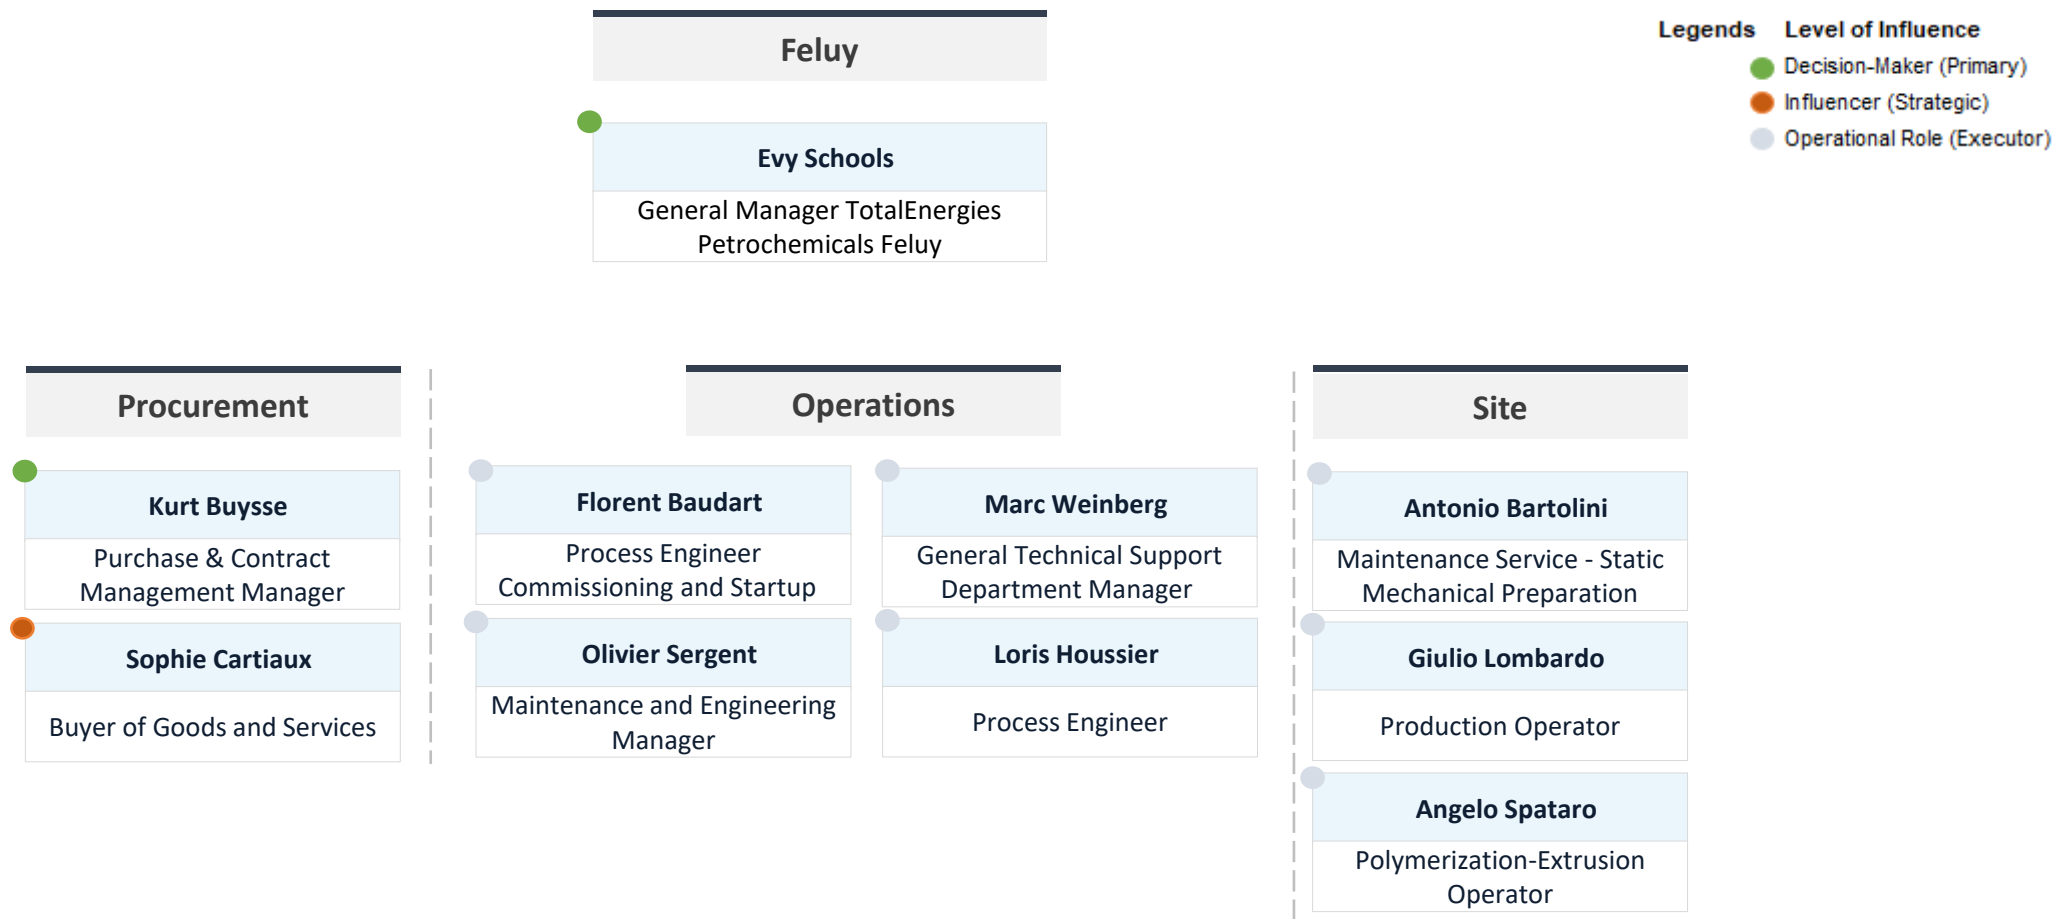 Feluy
Legends Level of Influence
Decision-Maker (Primary)
Influencer (Strategic)
Operational Role (Executor)
Evy Schools
General Manager TotalEnergies
Petrochemicals Feluy
Procurement
Kurt Buysse
Purchase & Contract
Management Manager
Sophie Cartiaux
Buyer of Goods and Services
Operations
Florent Baudart
Process Engineer
Commissioning and Startup
Marc Weinberg
General Technical Support
Department Manager
Olivier Sergent
Maintenance and Engineering
Manager
Loris Houssier
Process Engineer
Site
Antonio Bartolini
Maintenance Service - Static
Mechanical Preparation
Giulio Lombardo
Production Operator
Angelo Spataro
Polymerization-Extrusion
Operator